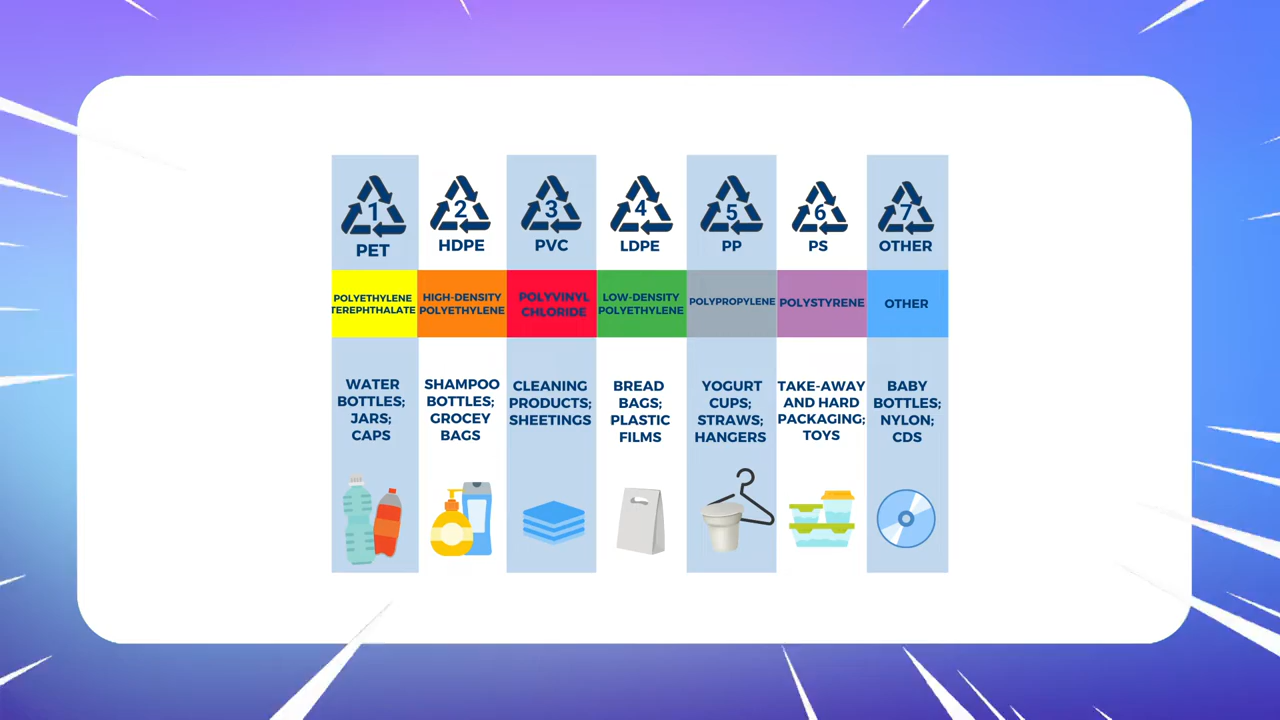 1
PET
2
HDPE
3
PVC
4
LDPE
5
PP
6
PS
7
OTHER
POLYETHYLENE
TEREPHTHALATE
HIGH-DENSITY
POLYETHYLENE
POLYVINYL
CHLORIDE
LOW-DENSITY
POLYETHYLENE
POLYPROPYLENE
POLYSTYRENE
OTHER
WATER
BOTTLES;
JARS;
CAPS
SHAMPOO
BOTTLES;
GROCEY
BAGS
CLEANING
PRODUCTS;
SHEETINGS
BREAD
BAGS;
PLASTIC
FILMS
YOGURT
CUPS;
STRAWS;
HANGERS
TAKE-AWAY
AND HARD
PACKAGING;
TOYS
BABY
BOTTLES;
NYLON;
CDS